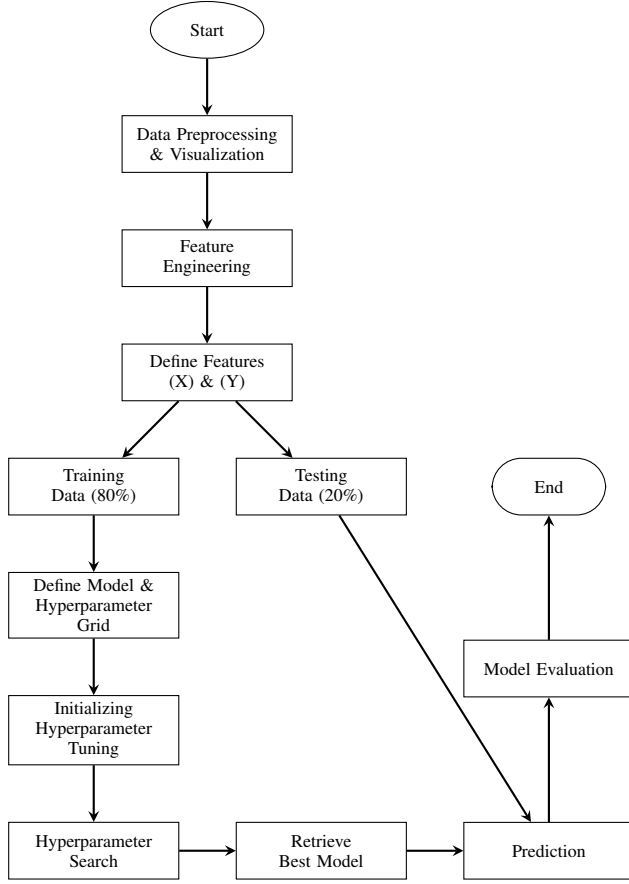 Start
Data Preprocessing
& Visualization
Feature
Engineering
Define Features
(X) & (Y)
Training
Data (80%)
Testing
Data (20%)
End
Define Model &
Hyperparameter
Grid
Model Evaluation
Initializing
Hyperparameter
Tuning
Hyperparameter
Search
Retrieve
Best Model
Prediction